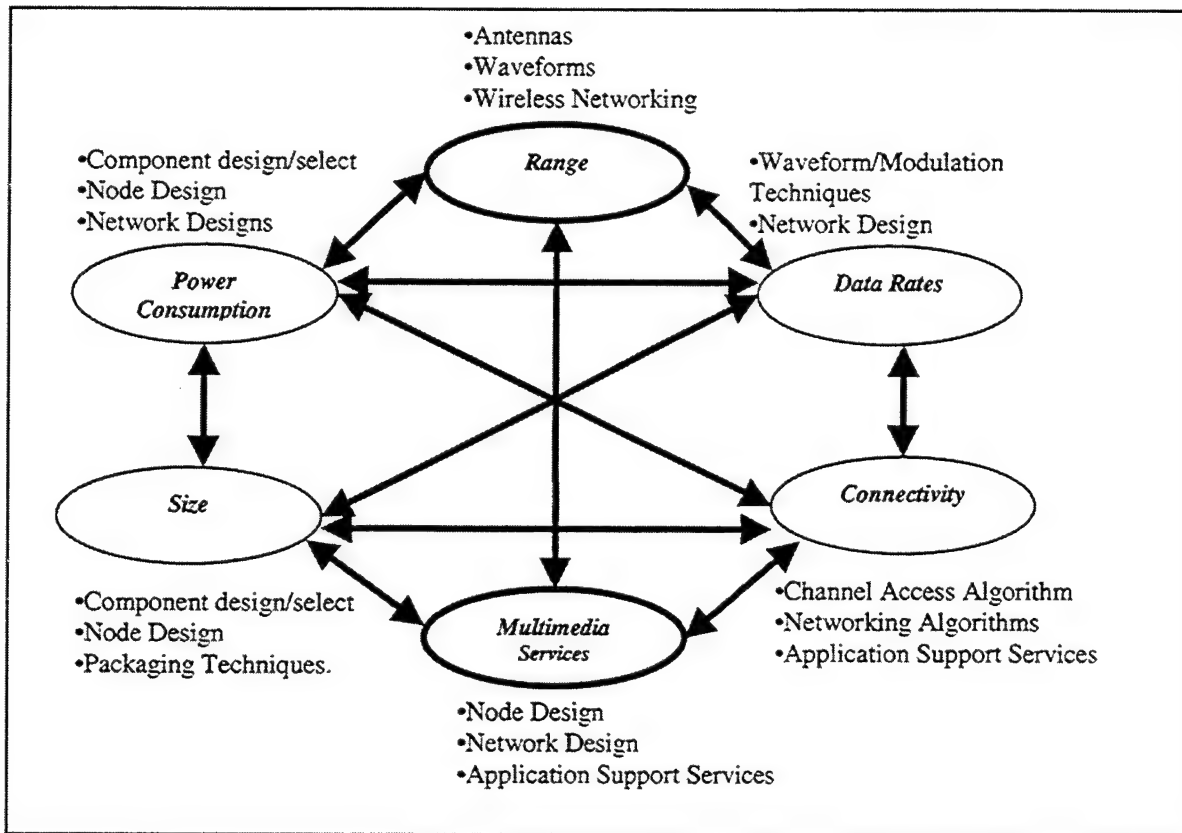 •Antennas
•Waveforms
•Wireless Networking
Range
•Component design/select
•Node Design
•Network Designs
•Waveform/Modulation
Techniques
•Network Design
Power
Consumption
Data Rates
Size
Connectivity
•Component design/select
•Node Design
•Packaging Techniques.
Multimedia
Services
•Channel Access Algorithm
•Networking Algorithms
•Application Support Services
•Node Design
•Network Design
•Application Support Services